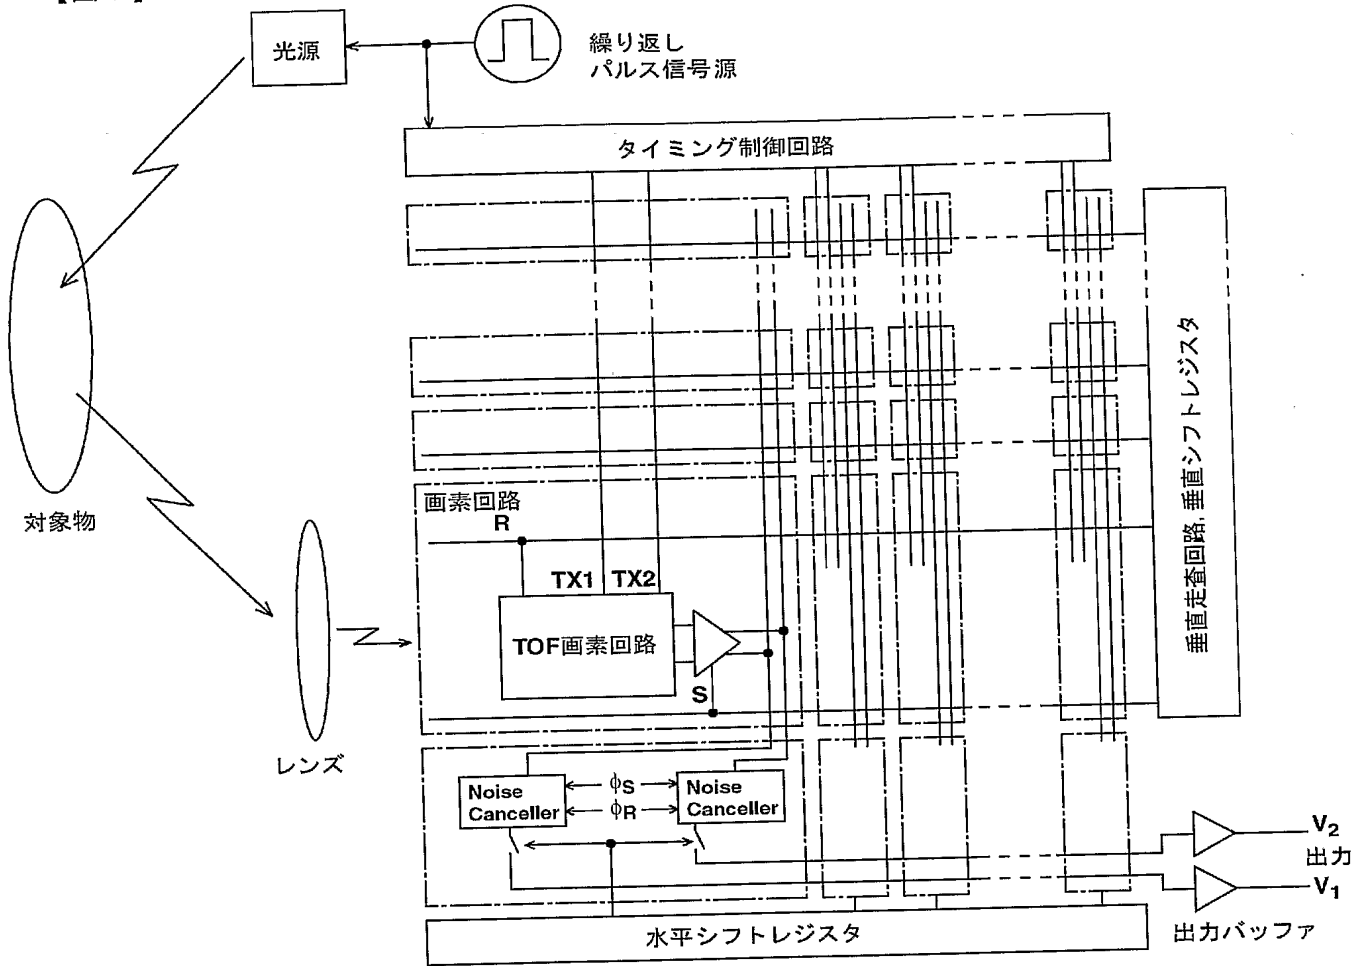 光源
繰り返し
パルス信号源
タイミング制御回路
対象物
画素回路
R
TX1 TX2
TOF画素回路
S
垂直走査回路, 垂直シフトレジスタ
レンズ
Noise
Canceller
φS
φR
Noise
Canceller
V2
出力
V1
出力バッファ
水平シフトレジスタ